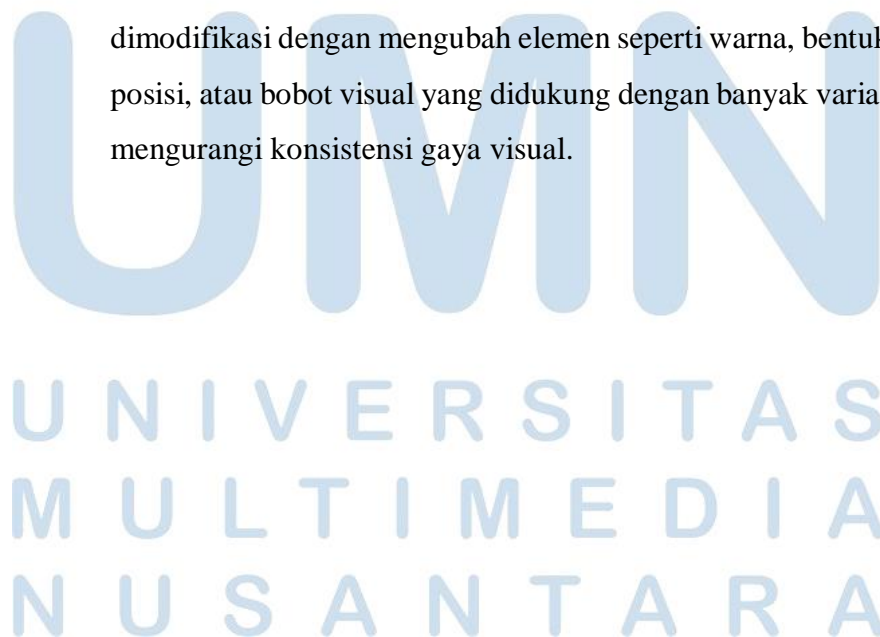 dimodifikasi dengan mengubah elemen seperti warna, bentuk
posisi, atau bobot visual yang didukung dengan banyak varia
mengurangi konsistensi gaya visual.
UMN
UNIVERSITAS
MULTIMEDIA
NUSANTARA